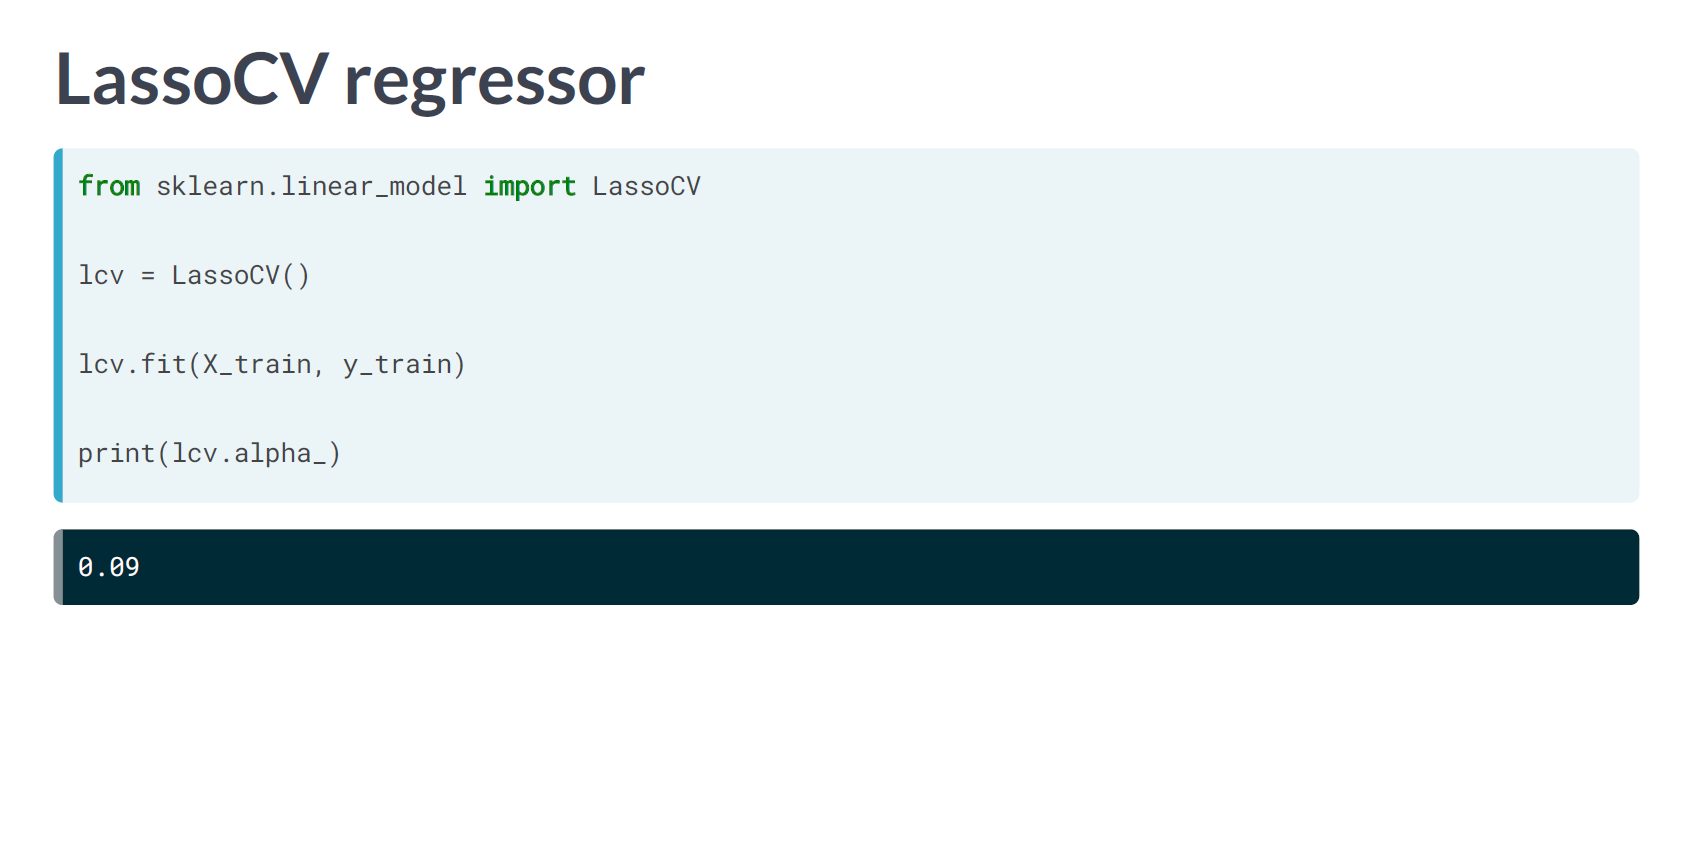 LassoCV regressor
from sklearn.linear_model import LassoCV
lcv = LassoCV()
lcv.fit(X_train, y_train)
print(lcv.alpha_)
0.09